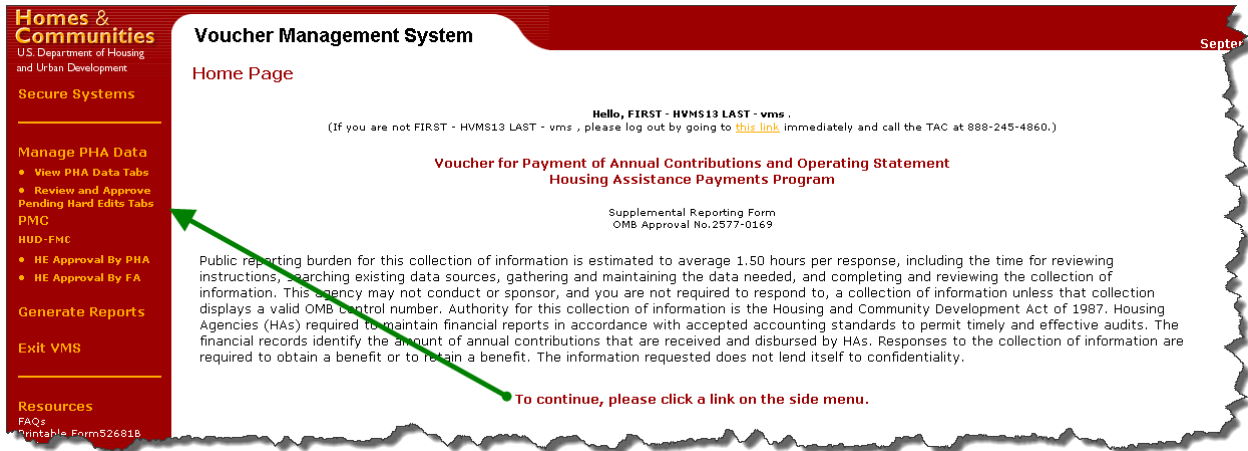 Homes &
Communities
U.S. Department of Housing
and Urban Development
Secure Systems
Manage PHA Data
• View PHA Data Tabs
• Review and Approve
Pending Hard Edits Tabs
PMC
HUD-FMC
• HE Approval By PHA
• HE Approval By FA
Generate Reports
Exit VMS
Resources
FAQs
Printable Form52681B
Voucher Management System
Septe
Home Page
Hello, FIRST - HVMS13 LAST - vms .
(If you are not FIRST - HVMS13 LAST - vms , please log out by going to this link immediately and call the TAC at 888-245-4860.)
Voucher for Payment of Annual Contributions and Operating Statement
Housing Assistance Payments Program
Supplemental Reporting Form
OMB Approval No.2577-0169
Public reporting burden for this collection of information is estimated to average 1.50 hours per response, including the time for reviewing
instructions, searching existing data sources, gathering and maintaining the data needed, and completing and reviewing the collection of
information. This agency may not conduct or sponsor, and you are not required to respond to, a collection of information unless that collection
displays a valid OMB control number. Authority for this collection of information is the Housing and Community Development Act of 1987. Housing
Agencies (HAs) required to maintain financial reports in accordance with accepted accounting standards to permit timely and effective audits. The
financial records identify the amount of annual contributions that are received and disbursed by HAs. Responses to the collection of information are
required to obtain a benefit or to retain a benefit. The information requested does not lend itself to confidentiality.
To continue, please click a link on the side menu.